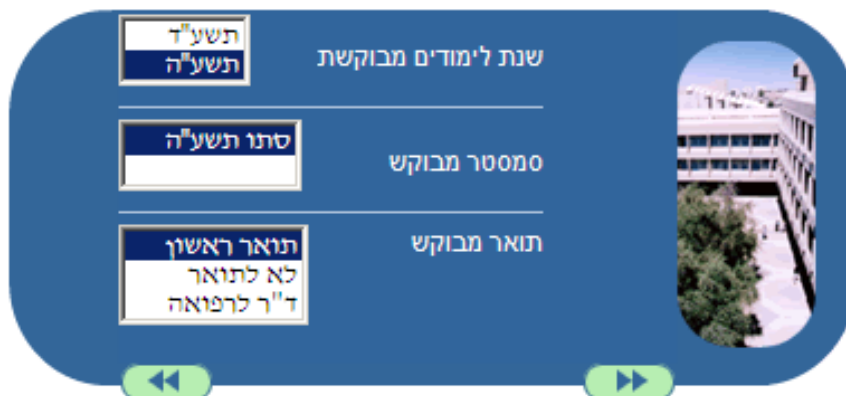 שנת לימודים מבוקשת
תשע"ד
תשע"ה
סמסטר מבוקש
סתו תשע"ה
תואר מבוקש
תואר ראשון
לא לתואר
ד"ר לרפואה